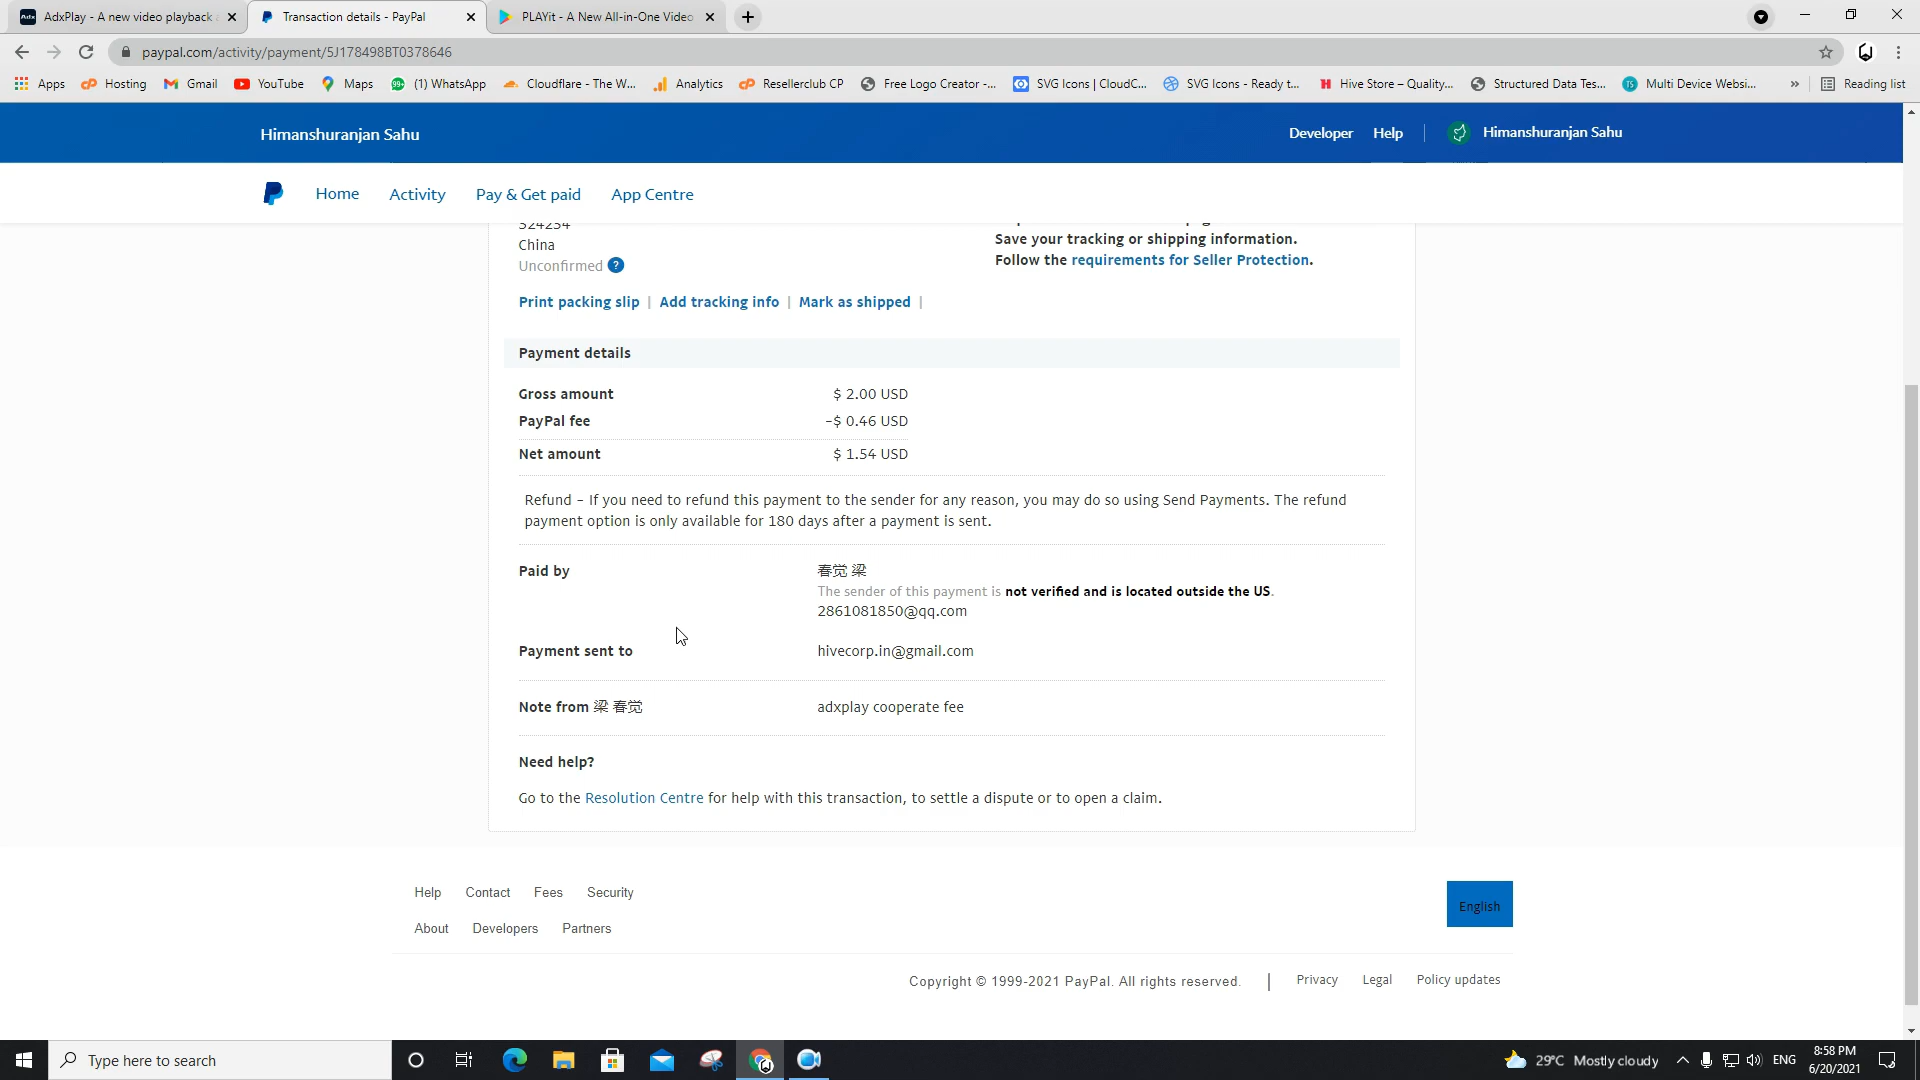 AdxPlay - A new video playback
Transaction details - PayPal
PLAYit - A New All-in-One Video
paypal.com/activity/payment/5J178498BT0378646
Apps
Hosting
Gmail
YouTube
Maps
(1) WhatsApp
Cloudflare - The W...
Analytics
Resellerclub CP
Free Logo Creator -...
SVG Icons | CloudC...
SVG Icons - Ready t...
Hive Store – Quality...
Structured Data Tes...
Multi Device Websi...
»
Reading list
Himanshuranjan Sahu
Developer
Help
Himanshuranjan Sahu
Home
Activity
Pay & Get paid
App Centre
324254
China
Unconfirmed ?
Save your tracking or shipping information.
Follow the requirements for Seller Protection.
Print packing slip | Add tracking info | Mark as shipped |
Payment details
Gross amount $ 2.00 USD
PayPal fee -$ 0.46 USD
Net amount $ 1.54 USD
Refund – If you need to refund this payment to the sender for any reason, you may do so using Send Payments. The refund
payment option is only available for 180 days after a payment is sent.
Paid by 春觉 梁
The sender of this payment is not verified and is located outside the US.
2861081850@qq.com
Payment sent to hivecorp.in@gmail.com
Note from 梁 春觉 adxplay cooperate fee
Need help?
Go to the Resolution Centre for help with this transaction, to settle a dispute or to open a claim.
Help Contact Fees Security
English
About Developers Partners
Copyright © 1999-2021 PayPal. All rights reserved. | Privacy Legal Policy updates
Type here to search
29°C Mostly cloudy
ENG
8:58 PM
6/20/2021